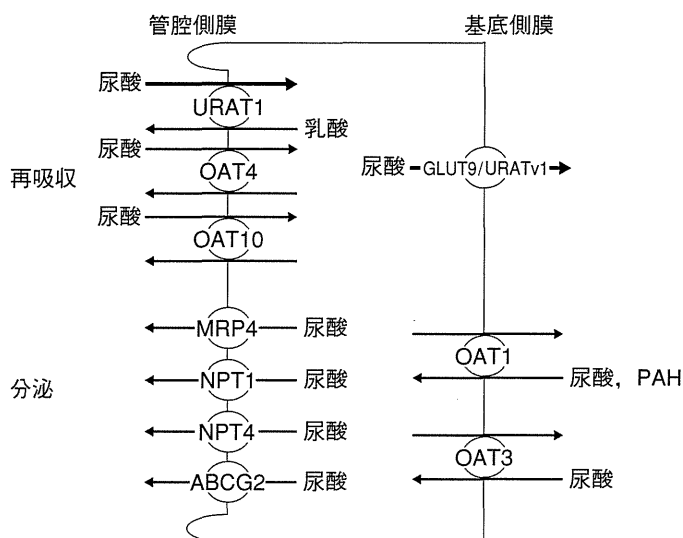 管腔側膜
基底側膜
尿酸
URAT1
乳酸
尿酸
OAT4
再吸収
尿酸
OAT10
尿酸
GLUT9/URATv1
MRP4
尿酸
分泌
NPT1
尿酸
NPT4
尿酸
ABCG2
尿酸
OAT1
尿酸，PAH
OAT3
尿酸